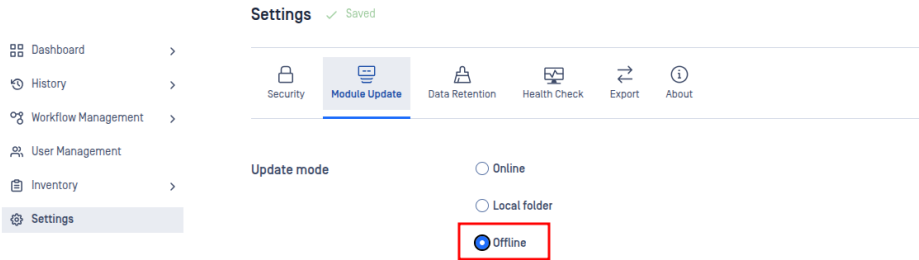 Settings Saved
Dashboard
History
Workflow Management
User Management
Inventory
Settings
Security Module Update Data Retention Health Check Export About
Update mode
Online
Local folder
Offline